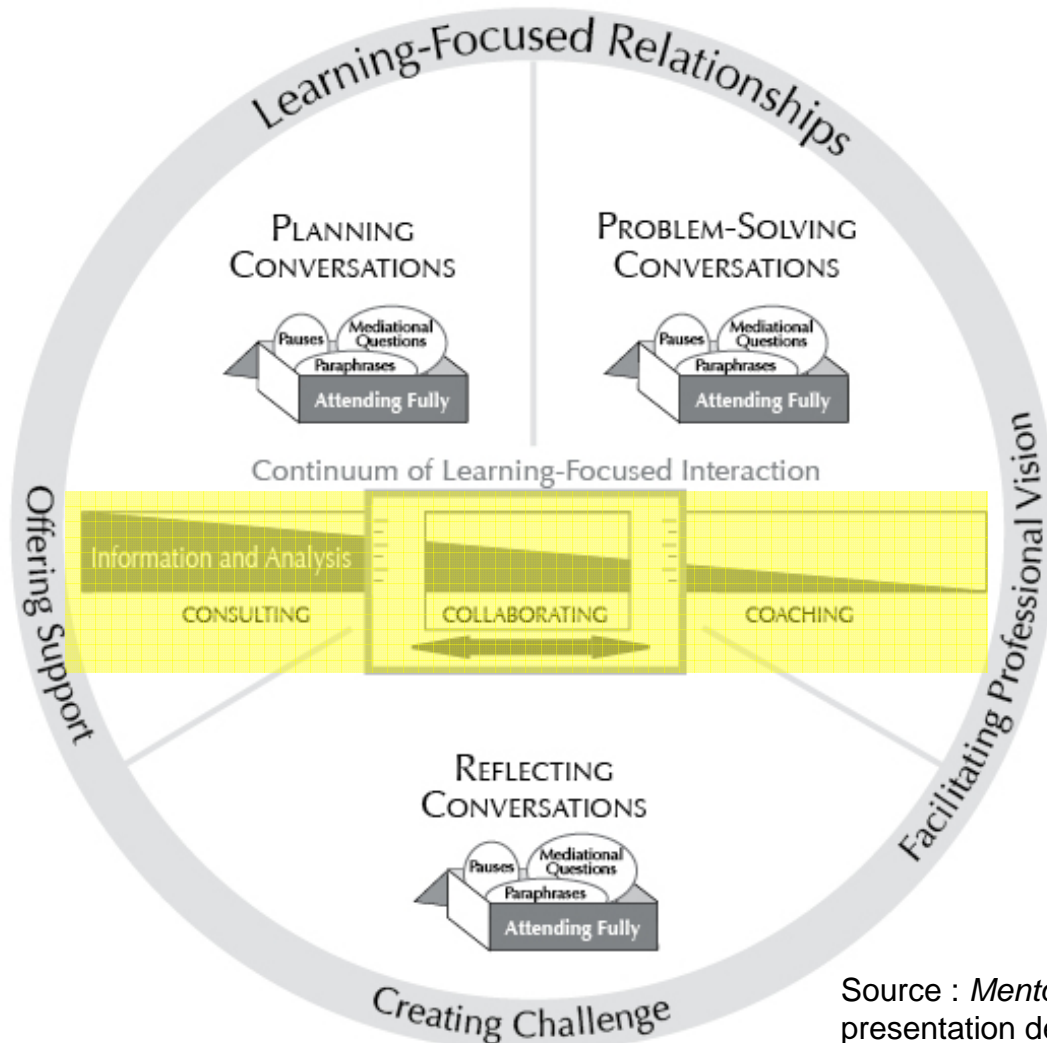 Learning-Focused Relationships
PLANNING
CONVERSATIONS
Pauses
Mediational
Questions
Paraphrases
Attending Fully
PROBLEM-SOLVING
CONVERSATIONS
Pauses
Mediational
Questions
Paraphrases
Attending Fully
Continuum of Learning-Focused Interaction
Information and Analysis
CONSULTING
COLLABORATING
COACHING
Offering Support
Facilitating Professional Vision
REFLECTING
CONVERSATIONS
Pauses
Mediational
Questions
Paraphrases
Attending Fully
Creating Challenge
Source :
presentation